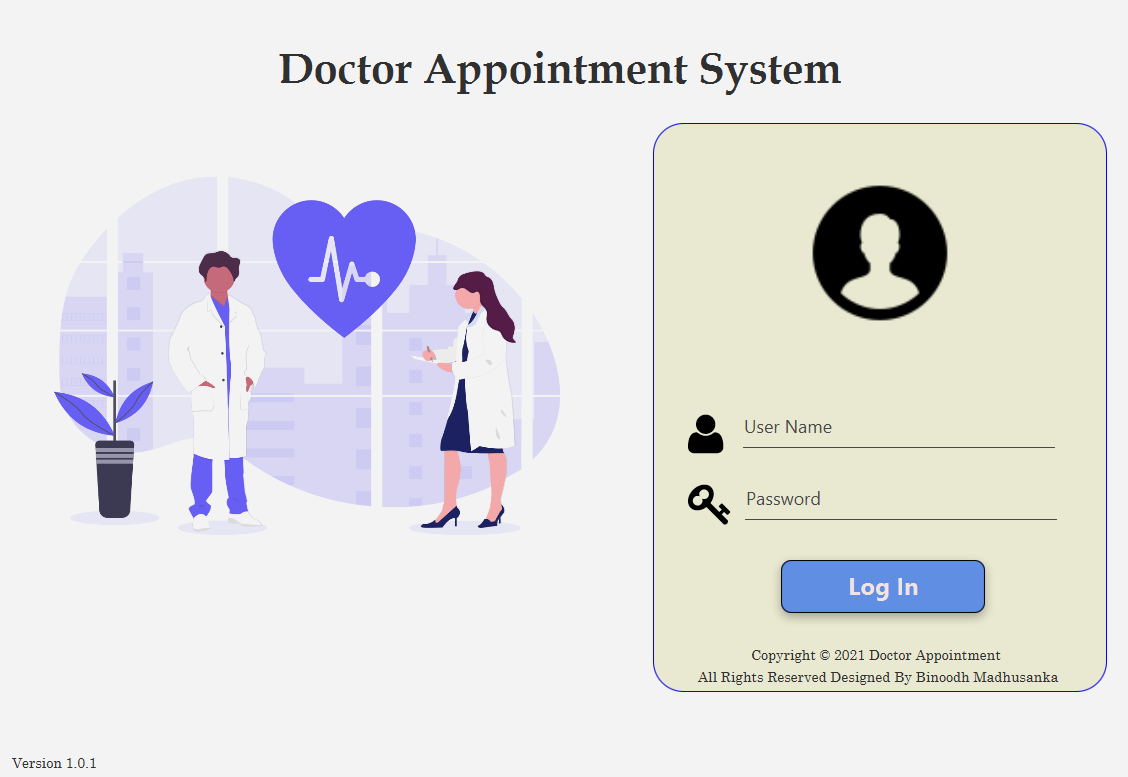 Doctor Appointment System
User Name
Password
Log In
Copyright © 2021 Doctor Appointment
All Rights Reserved Designed By Binoodh Madhusanka
Version 1.0.1